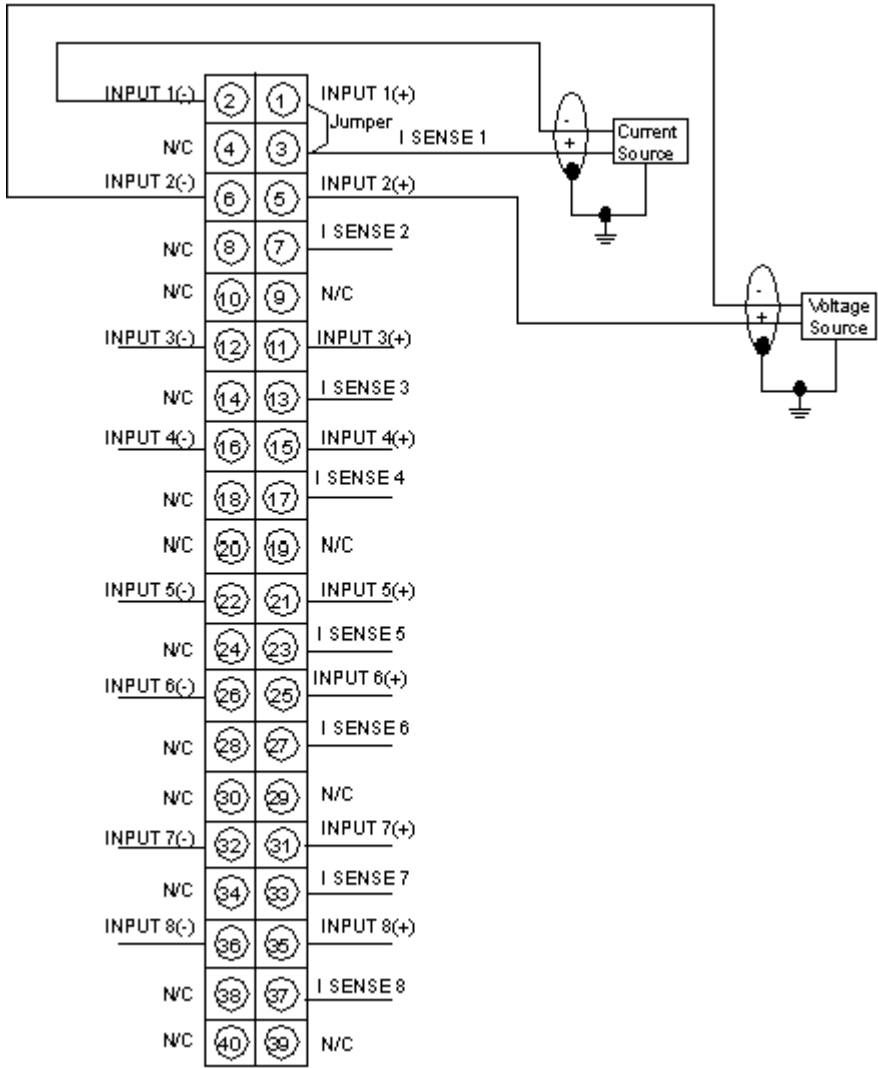 INPUT 1(-) 2 1 INPUT 1(+)
Jumper
N/C 4 3 I SENSE 1
- + Current Source
INPUT 2(-) 6 5 INPUT 2(+)
N/C 8 7 I SENSE 2
N/C 10 9 N/C
- + Voltage Source
INPUT 3(-) 12 11 INPUT 3(+)
N/C 14 13 I SENSE 3
INPUT 4(-) 16 15 INPUT 4(+)
N/C 18 17 I SENSE 4
N/C 20 19 N/C
INPUT 5(-) 22 21 INPUT 5(+)
N/C 24 23 I SENSE 5
INPUT 6(-) 26 25 INPUT 6(+)
N/C 28 27 I SENSE 6
N/C 30 29 N/C
INPUT 7(-) 32 31 INPUT 7(+)
N/C 34 33 I SENSE 7
INPUT 8(-) 36 35 INPUT 8(+)
N/C 38 37 I SENSE 8
N/C 40 39 N/C